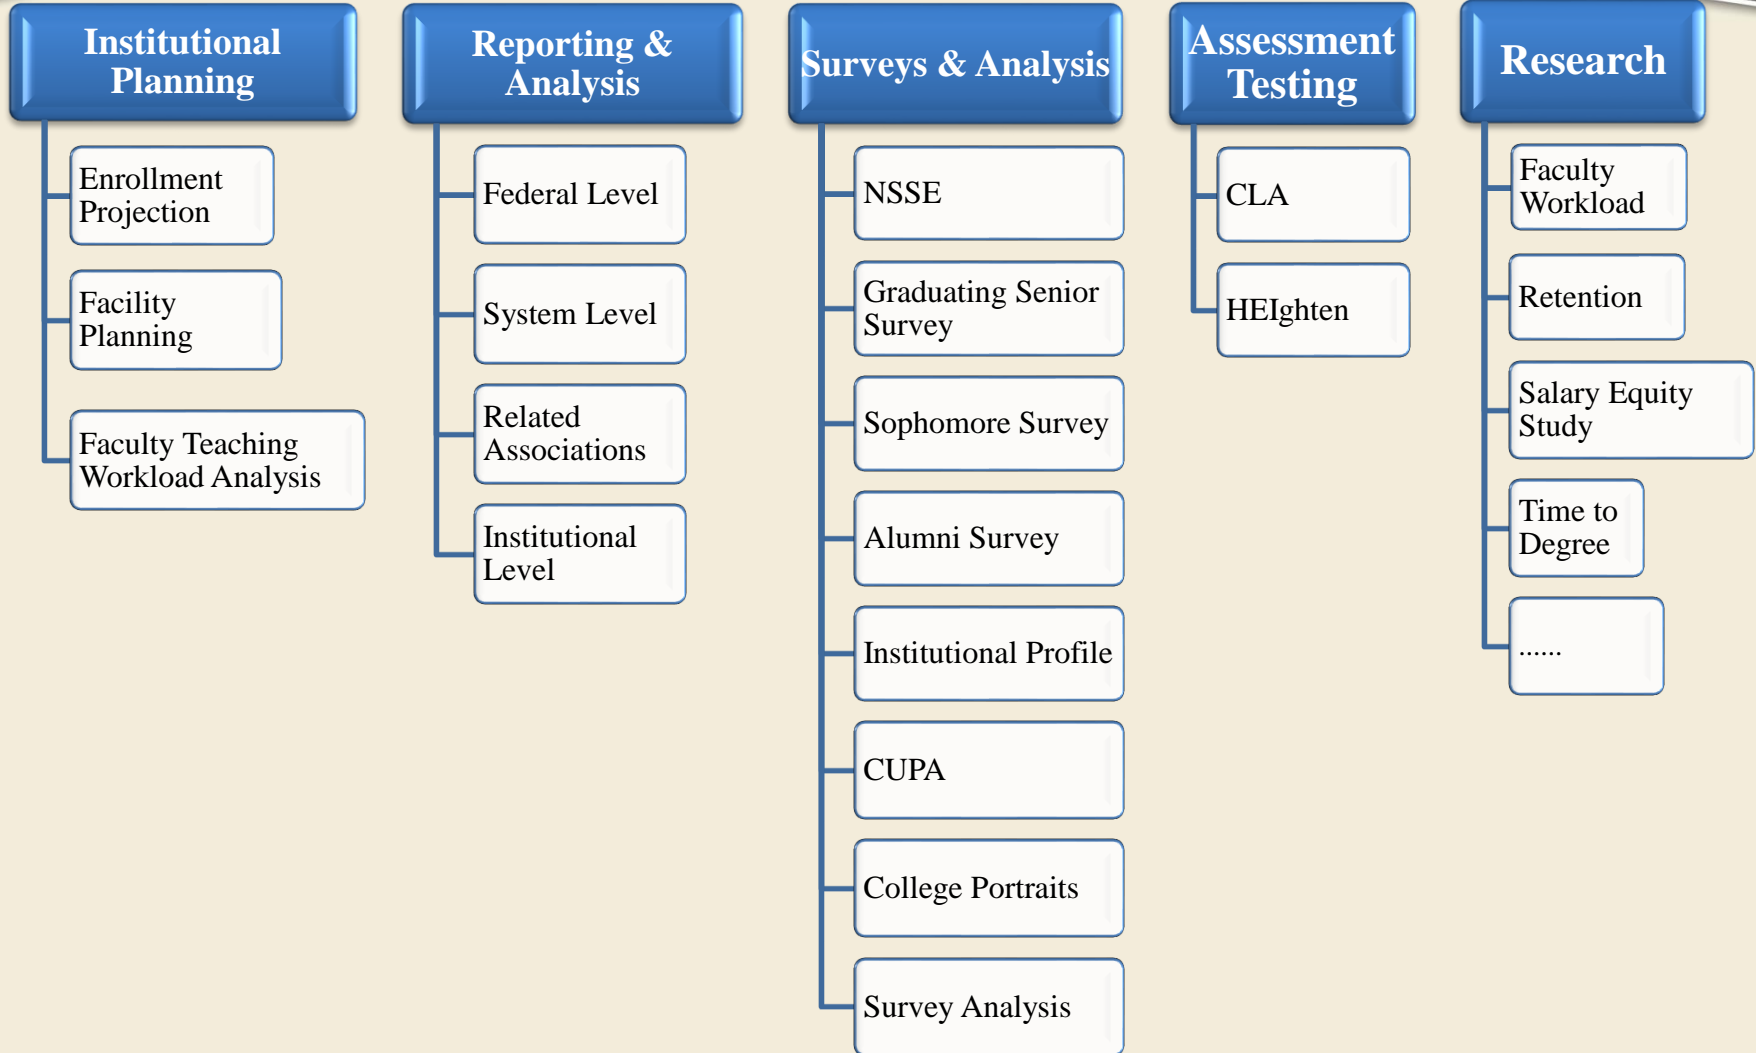 Institutional
Planning
Enrollment
Projection
Facility
Planning
Faculty Teaching
Workload Analysis
Reporting &
Analysis
Federal Level
System Level
Related
Associations
Institutional
Level
Surveys & Analysis
NSSE
Graduating Senior
Survey
Sophomore Survey
Alumni Survey
Institutional Profile
CUPA
College Portraits
Survey Analysis
Assessment
Testing
CLA
HEIghten
Research
Faculty
Workload
Retention
Salary Equity
Study
Time to
Degree
......